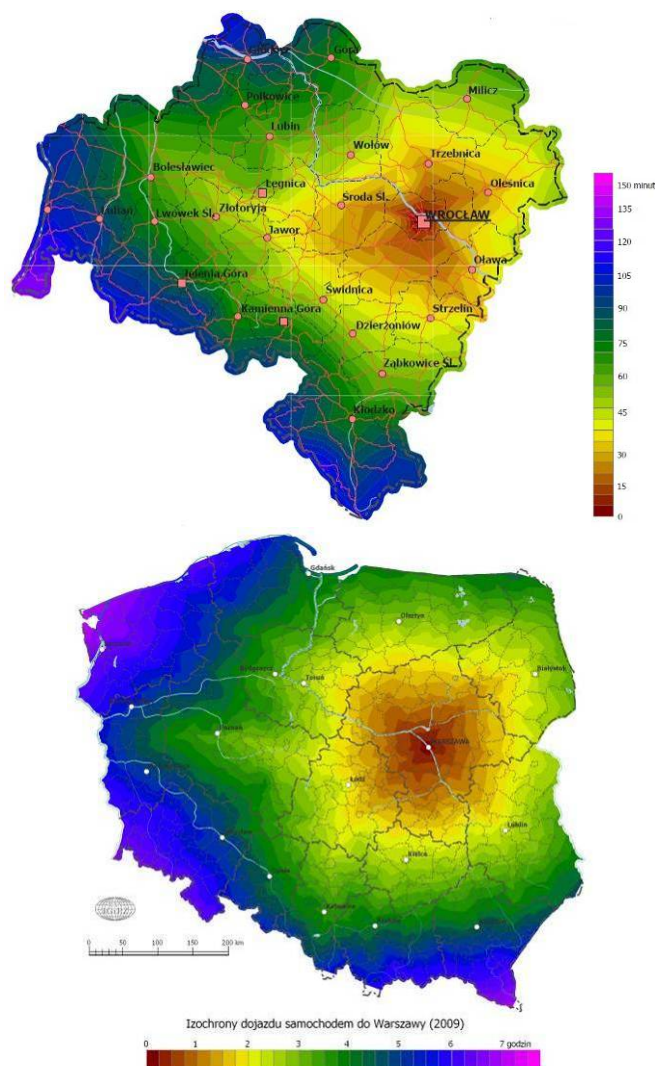 Głogów
Góra
Milicz
Polkowice
Lubin
Wołów
Trzebnica
Bolesławiec
Legnica
Oleśnica
Środa Śl.
WROCŁAW
Lubań
Lwówek Śl.
Złotoryja
Jawor
Oława
Jelenia Góra
Świdnica
Kamienna Góra
Strzelin
Dzierżoniów
Ząbkowice Śl.
Kłodzko
150 minut
135
120
105
90
75
60
45
30
15
0
Gdańsk
Olsztyn
Białystok
Bydgoszcz
Toruń
Poznań
WARSZAWA
Łódź
Lublin
Kielce
Katowice
0 50 100 150 200 km
Izochrony dojazdu samochodem do Warszawy (2009)
0 1 2 3 4 5 6 7 godzin